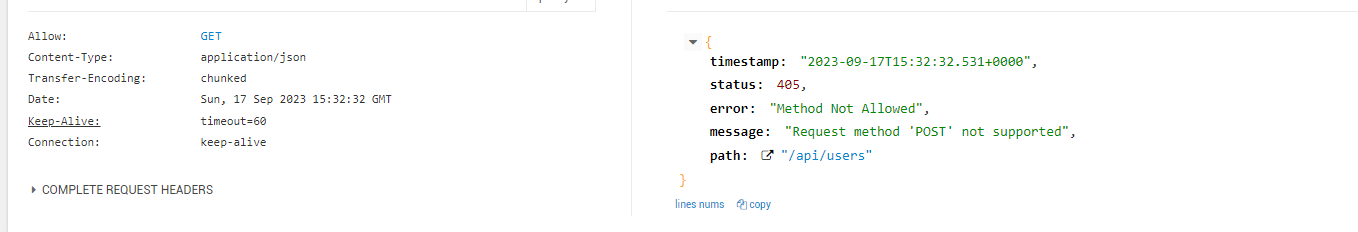 Allow: GET
Content-Type: application/json
Transfer-Encoding: chunked
Date: Sun, 17 Sep 2023 15:32:32 GMT
Keep-Alive: timeout=60
Connection: keep-alive
COMPLETE REQUEST HEADERS
{
timestamp: "2023-09-17T15:32:32.531+0000",
status: 405,
error: "Method Not Allowed",
message: "Request method 'POST' not supported",
path: "/api/users"
}
lines nums copy